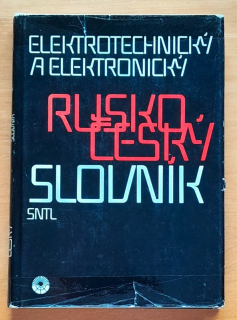 ELEKTROTECHNICKÝ
A ELEKTRONICKÝ
RUSKO-
ČESKÝ
SLOVNÍK
SNTL